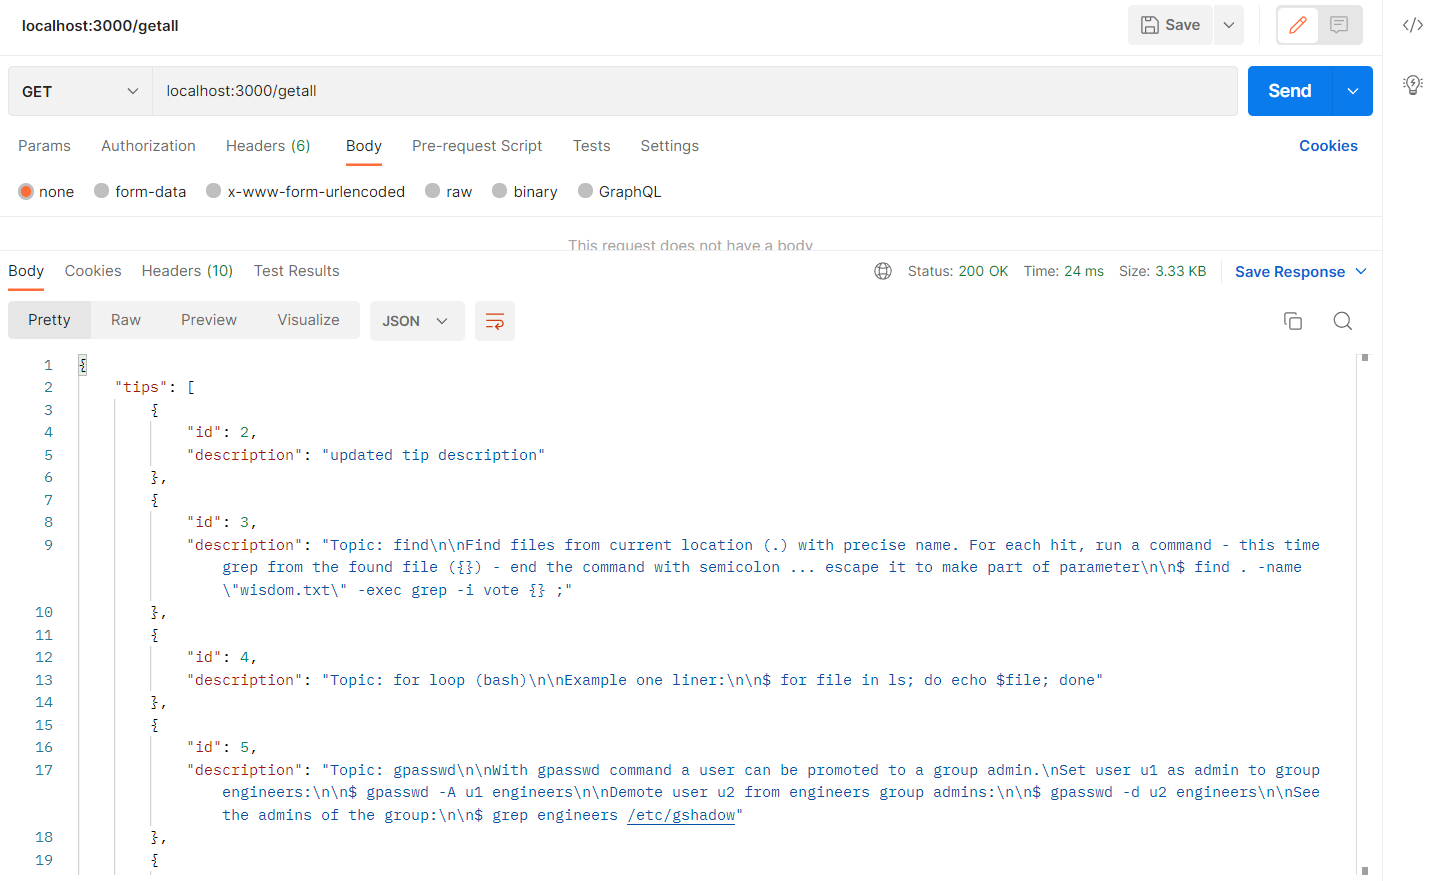 localhost:3000/getall
Save
GET
localhost:3000/getall
Send
Params Authorization Headers (6) Body Pre-request Script Tests Settings Cookies
none form-data x-www-form-urlencoded raw binary GraphQL
This request does not have a body
Body Cookies Headers (10) Test Results Status: 200 OK Time: 24 ms Size: 3.33 KB Save Response
Pretty Raw Preview Visualize JSON
1 {
2 "tips": [
3 {
4 "id": 2,
5 "description": "updated tip description"
6 },
7 {
8 "id": 3,
9 "description": "Topic: find\n\nFind files from current location (.) with precise name. For each hit, run a command - this time
grep from the found file ({}) - end the command with semicolon ... escape it to make part of parameter\n\n$ find . -name
\"wisdom.txt\" -exec grep -i vote {} ;"
10 },
11 {
12 "id": 4,
13 "description": "Topic: for loop (bash)\n\nExample one liner:\n\n$ for file in ls; do echo $file; done"
14 },
15 {
16 "id": 5,
17 "description": "Topic: gpasswd\n\nWith gpasswd command a user can be promoted to a group admin.\nSet user u1 as admin to group
engineers:\n\n$ gpasswd -A u1 engineers\n\nDemote user u2 from engineers group admins:\n\n$ gpasswd -d u2 engineers\n\nSee
the admins of the group:\n\n$ grep engineers /etc/gshadow"
18 },
19 {